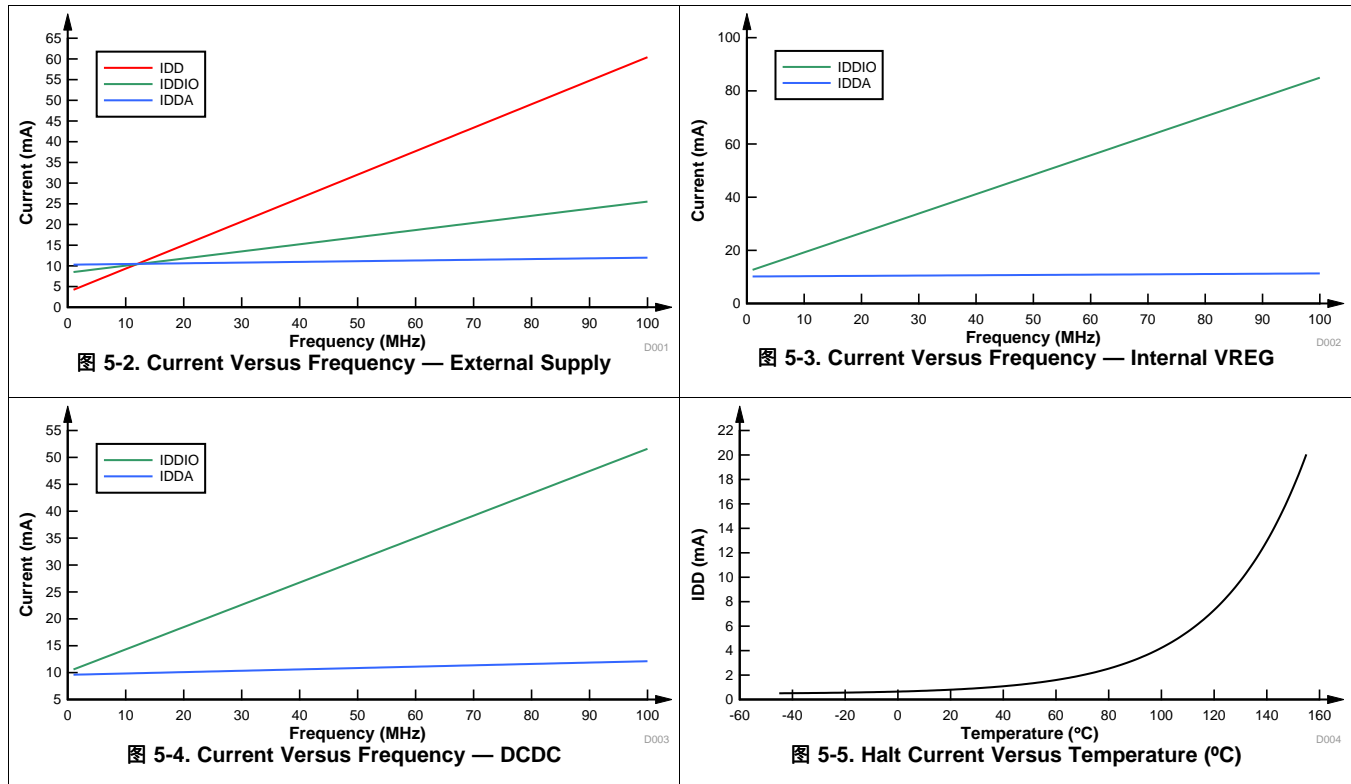 65
60
55
50
45
40
35
30
25
20
15
10
5
0
Current (mA)
IDD
IDDIO
IDDA
0 10 20 30 40 50 60 70 80 90 100
Frequency (MHz)
D001
图 5-2. Current Versus Frequency — External Supply
100
80
60
40
20
0
Current (mA)
IDDIO
IDDA
0 10 20 30 40 50 60 70 80 90 100
Frequency (MHz)
D002
图 5-3. Current Versus Frequency — Internal VREG
55
50
45
40
35
30
25
20
15
10
5
Current (mA)
IDDIO
IDDA
0 10 20 30 40 50 60 70 80 90 100
Frequency (MHz)
D003
图 5-4. Current Versus Frequency — DCDC
22
20
18
16
14
12
10
8
6
4
2
0
IDD (mA)
-60 -40 -20 0 20 40 60 80 100 120 140 160
Temperature (ºC)
D004
图 5-5. Halt Current Versus Temperature (ºC)